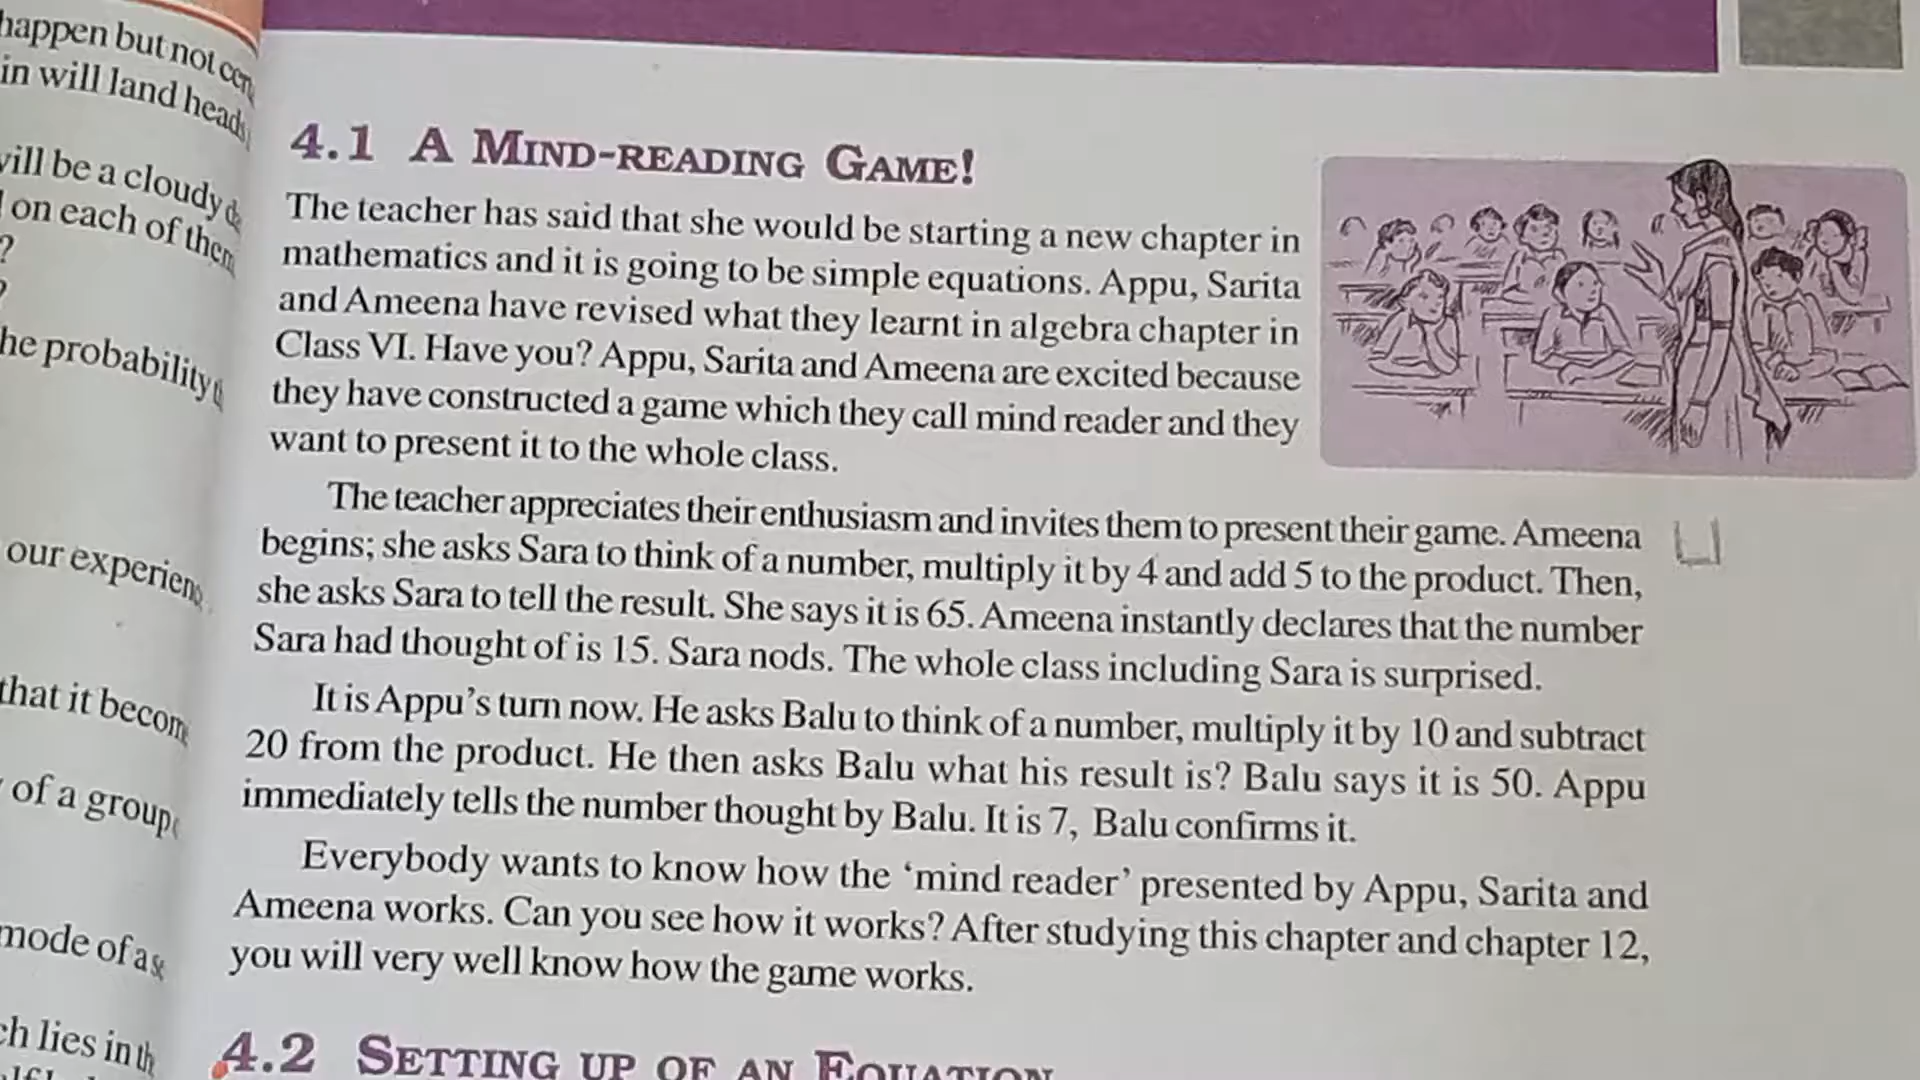 happen but not
in will land heads
will be a cloudy
on each of them
?
?
he probability
our experien
that it becom
of a group
mode of a
ch lies in th
4.1 A MIND-READING GAME!
The teacher has said that she would be starting a new chapter in
mathematics and it is going to be simple equations. Appu, Sarita
and Ameena have revised what they learnt in algebra chapter in
Class VI. Have you? Appu, Sarita and Ameena are excited because
they have constructed a game which they call mind reader and they
want to present it to the whole class.
The teacher appreciates their enthusiasm and invites them to present their game. Ameena
begins; she asks Sara to think of a number, multiply it by 4 and add 5 to the product. Then,
she asks Sara to tell the result. She says it is 65. Ameena instantly declares that the number
Sara had thought of is 15. Sara nods. The whole class including Sara is surprised.
It is Appu’s turn now. He asks Balu to think of a number, multiply it by 10 and subtract
20 from the product. He then asks Balu what his result is? Balu says it is 50. Appu
immediately tells the number thought by Balu. It is 7, Balu confirms it.
Everybody wants to know how the ‘mind reader’ presented by Appu, Sarita and
Ameena works. Can you see how it works? After studying this chapter and chapter 12,
you will very well know how the game works.
4.2 SETTING UP OF AN EQUATION